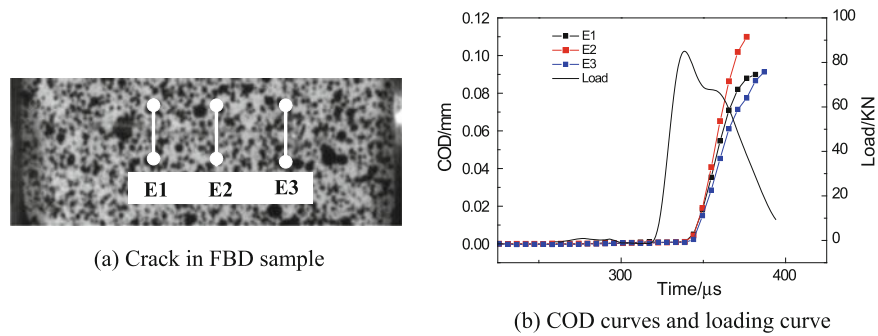 E1 E2 E3
(a) Crack in FBD sample
(b)
0.12
0.10
0.08
0.06
0.04
0.02
0.00
COD/mm
E1
E2
E3
Load
100
80
60
40
20
0
Load/KN
300 400
Time/μs
(b) COD curves and loading curve